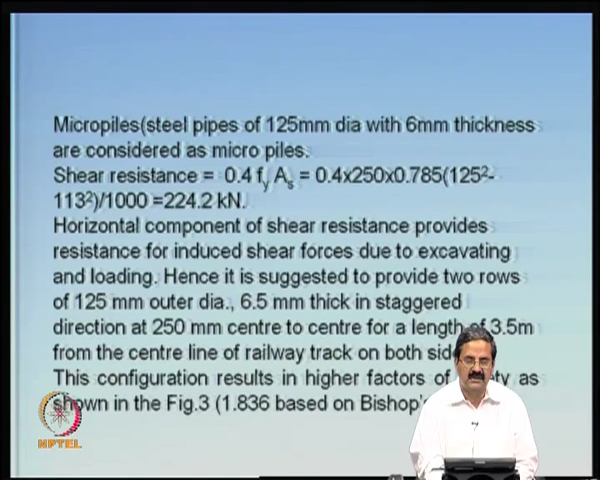 Micropiles(steel pipes of 125mm dia with 6mm thickness
are considered as micro piles.
Shear resistance = 0.4 fy As = 0.4x250x0.785(125²-
113²)/1000 =224.2 kN.
Horizontal component of shear resistance provides
resistance for induced shear forces due to excavating
and loading. Hence it is suggested to provide two rows
of 125 mm outer dia., 6.5 mm thick in staggered
direction at 250 mm centre to centre for a length of 3.5m
from the centre line of railway track on both
This configuration results in higher factors of as
shown in the Fig.3 (1.836 based on Bishop's
NPTEL